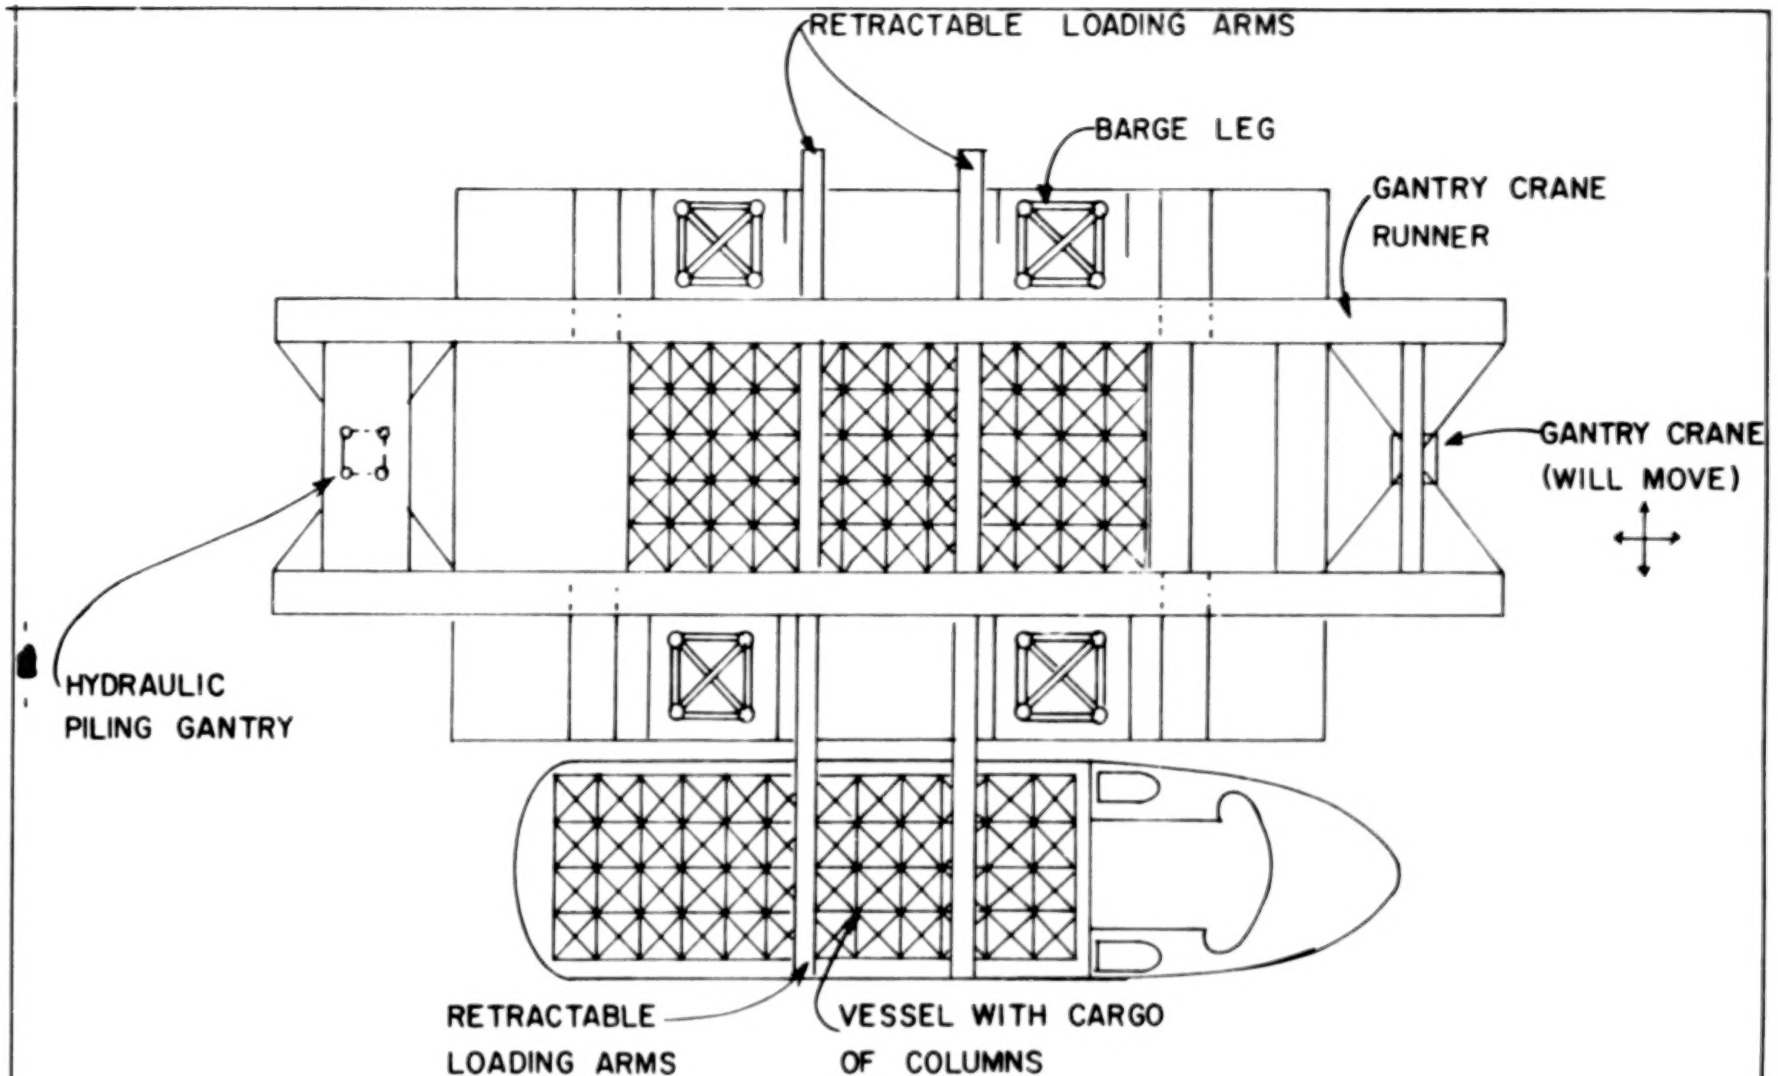 RETRACTABLE LOADING ARMS
BARGE LEG
GANTRY CRANE
RUNNER
GANTRY CRANE
(WILL MOVE)
HYDRAULIC
PILING GANTRY
RETRACTABLE
LOADING ARMS
VESSEL WITH CARGO
OF COLUMNS